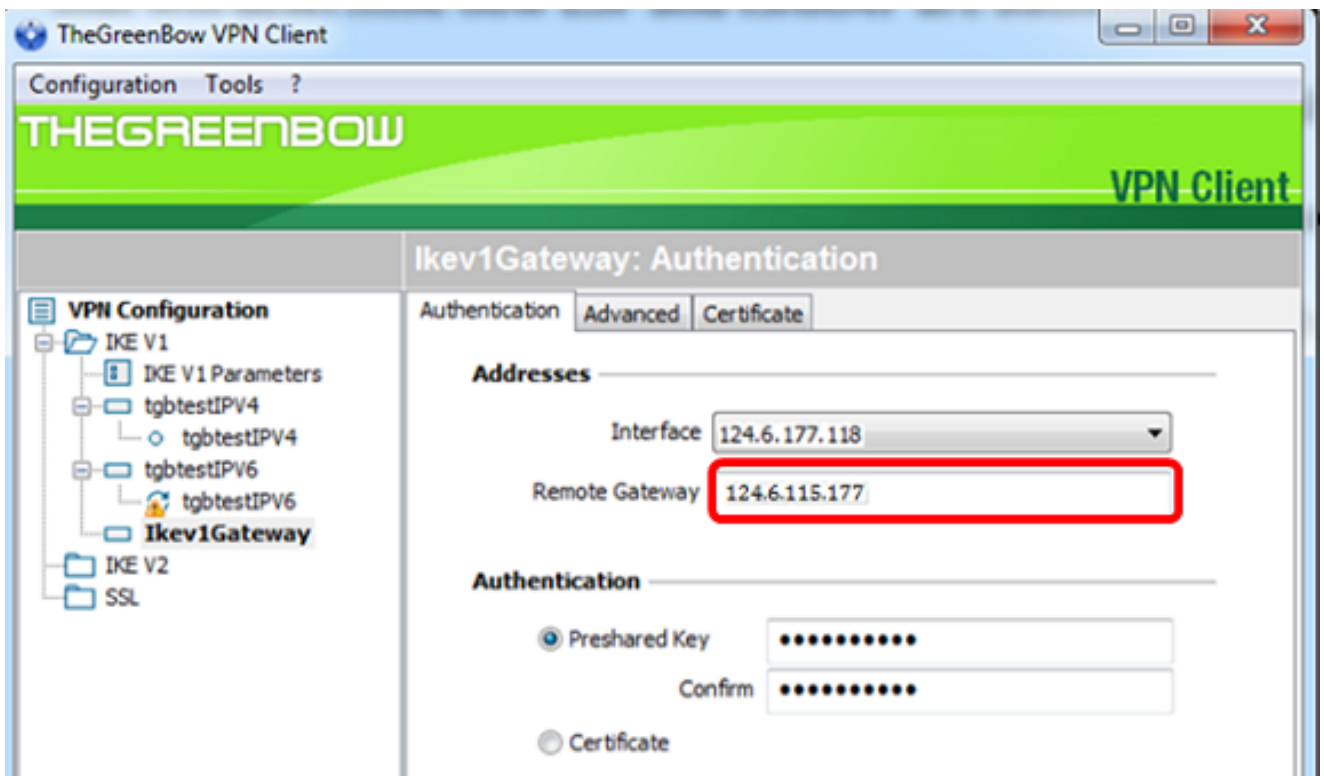 TheGreenBow VPN Client
Configuration Tools ?
THEGREENBOW
VPN Client
Ikev1Gateway: Authentication
VPN Configuration
IKE V1
IKE V1 Parameters
tgbtestIPV4
tgbtestIPV4
tgbtestIPV6
tgbtestIPV6
Ikev1Gateway
IKE V2
SSL
Authentication Advanced Certificate
Addresses
Interface 124.6.177.118
Remote Gateway 124.6.115.177
Authentication
Preshared Key ••••••••••
Confirm ••••••••••
Certificate